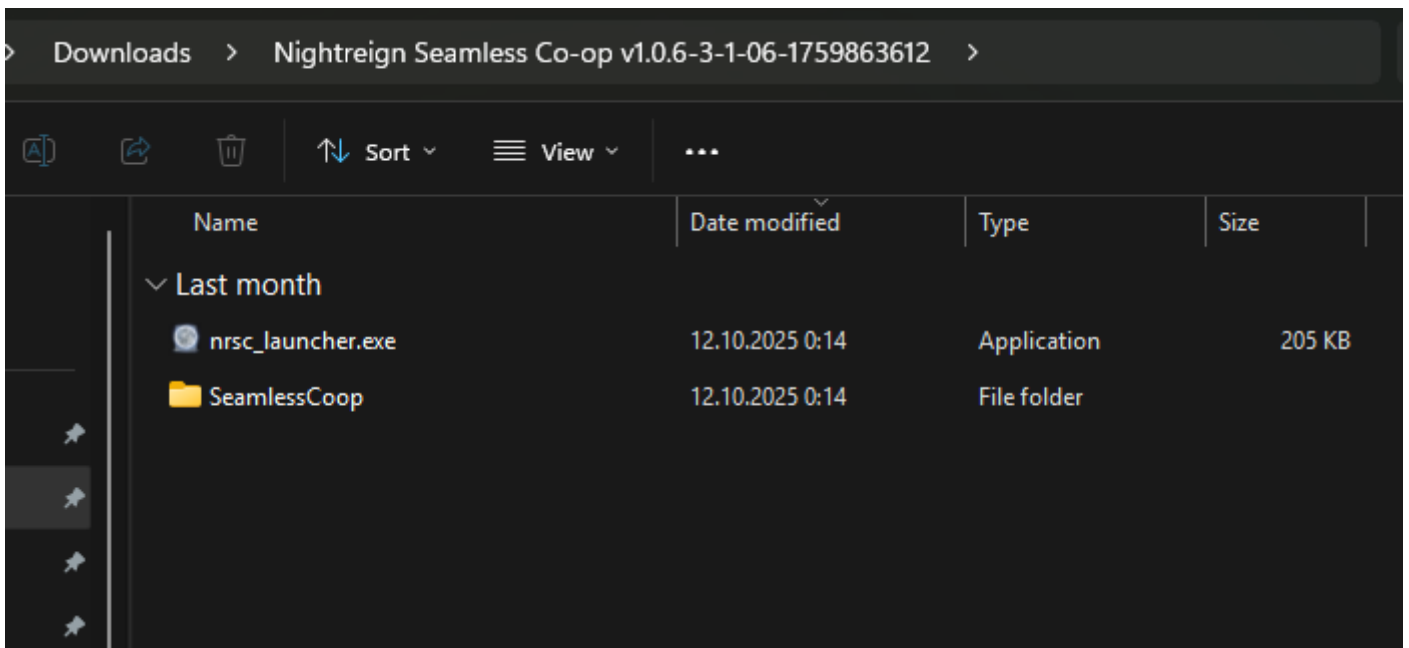 Downloads > Nightreign Seamless Co-op v1.0.6-3-1-06-1759863612 >
Sort View •••
Name Date modified Type Size
Last month
nrsc_launcher.exe 12.10.2025 0:14 Application 205 KB
SeamlessCoop 12.10.2025 0:14 File folder